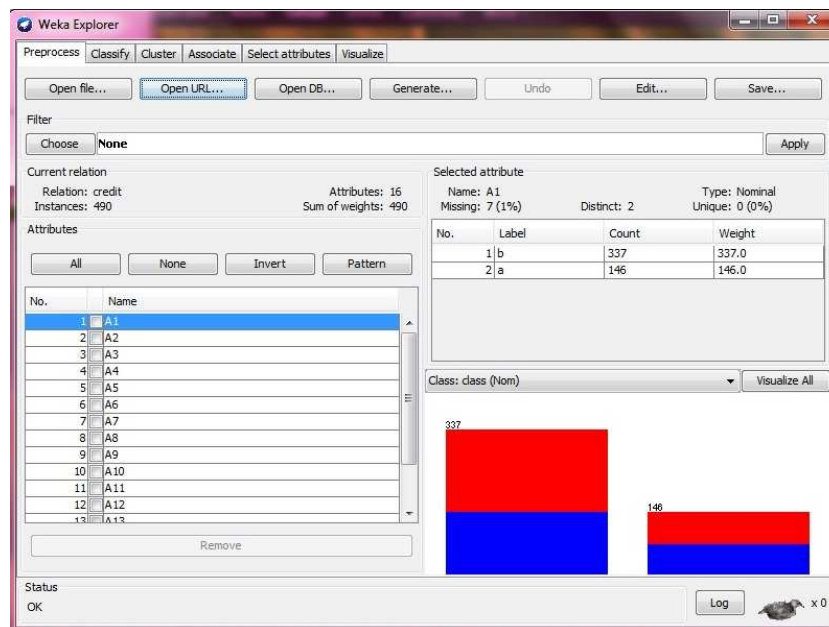 Weka Explorer
Preprocess Classify Cluster Associate Select attributes Visualize
Open file... Open URL... Open DB... Generate... Undo Edit... Save...
Filter
Choose None Apply
Current relation
Relation: credit Attributes: 16
Instances: 490 Sum of weights: 490
Selected attribute
Name: A1 Type: Nominal
Missing: 7 (1%) Distinct: 2 Unique: 0 (0%)
No. Label Count Weight
1 b 337 337.0
2 a 146 146.0
Attributes
All None Invert Pattern
No. Name
1 A1
2 A2
3 A3
4 A4
5 A5
6 A6
7 A7
8 A8
9 A9
10 A10
11 A11
12 A12
13 A13
Remove
Class: class (Nom) Visualize All
337
146
Status
OK
Log x 0